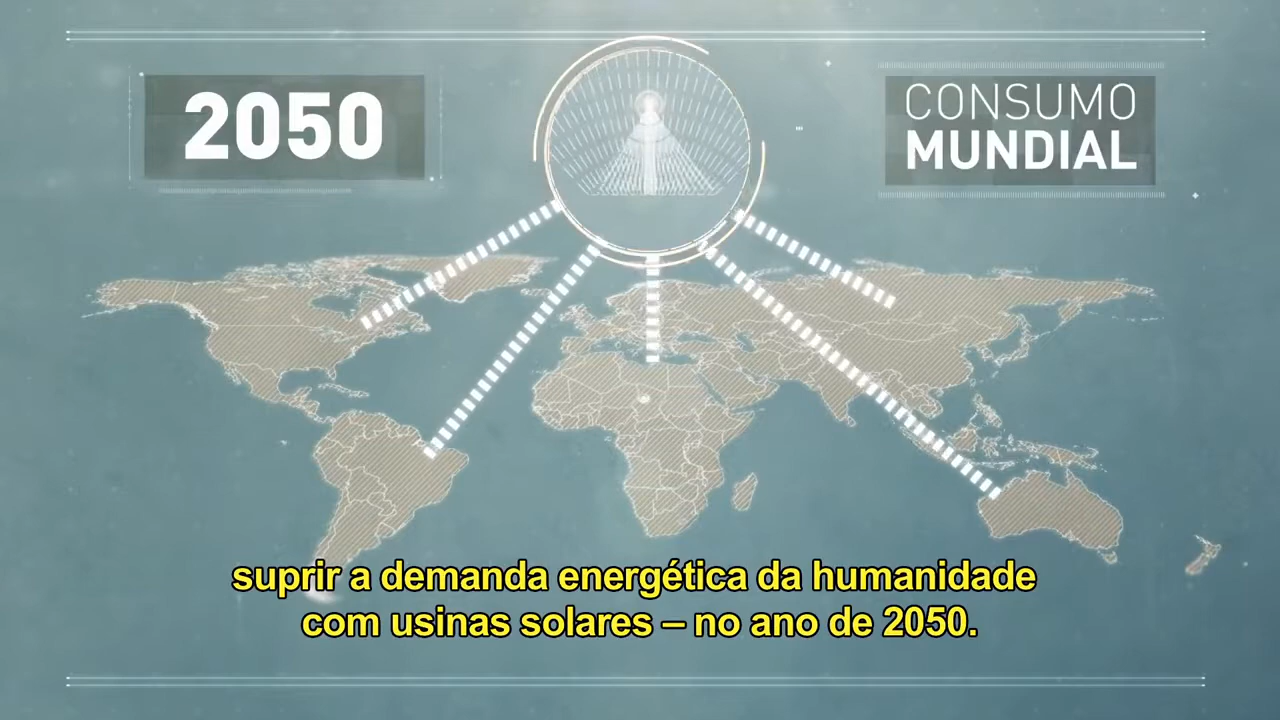 2050
CONSUMO
MUNDIAL
suprir a demanda energética da humanidade
com usinas solares – no ano de 2050.